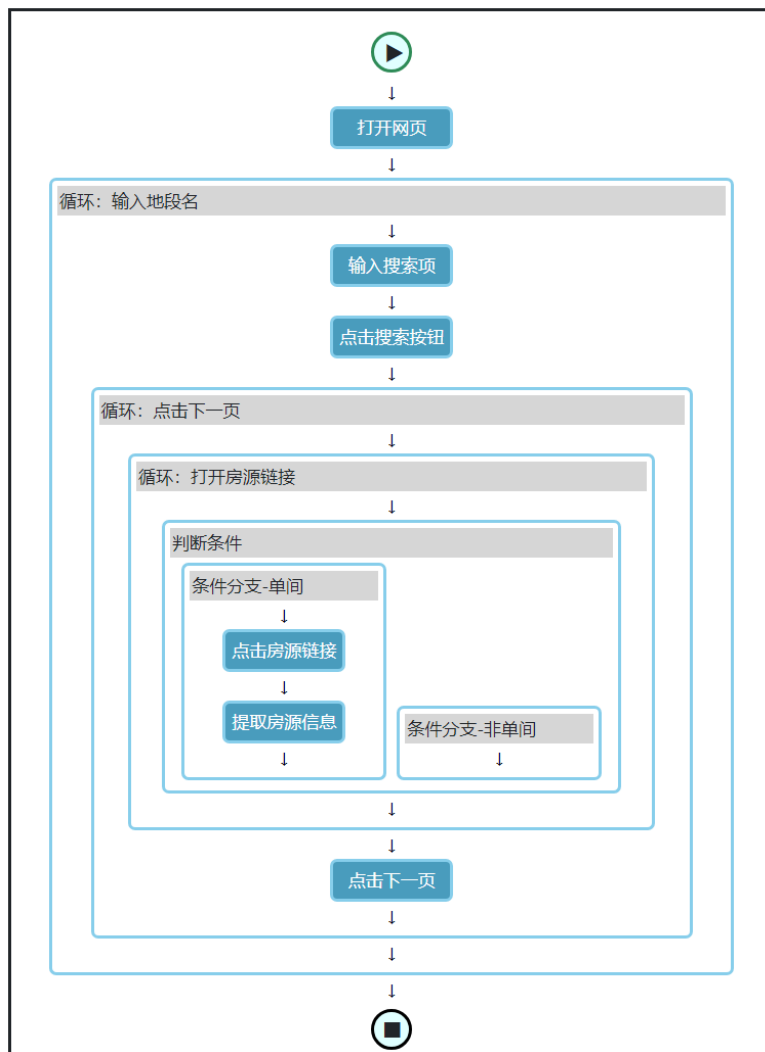 打开网页
循环：输入地段名
输入搜索项
点击搜索按钮
循环：点击下一页
循环：打开房源链接
判断条件
条件分支-单间
点击房源链接
提取房源信息
条件分支-非单间
点击下一页